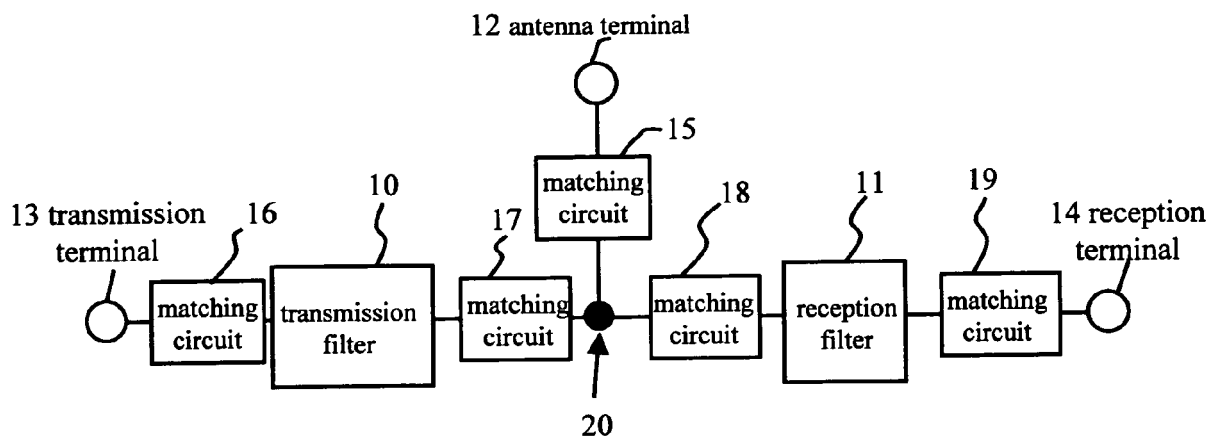 12 antenna terminal
15
matching
circuit
13 transmission
terminal
16
10
17
18
11
19
14 reception
terminal
matching
circuit
transmission
filter
matching
circuit
matching
circuit
reception
filter
matching
circuit
20